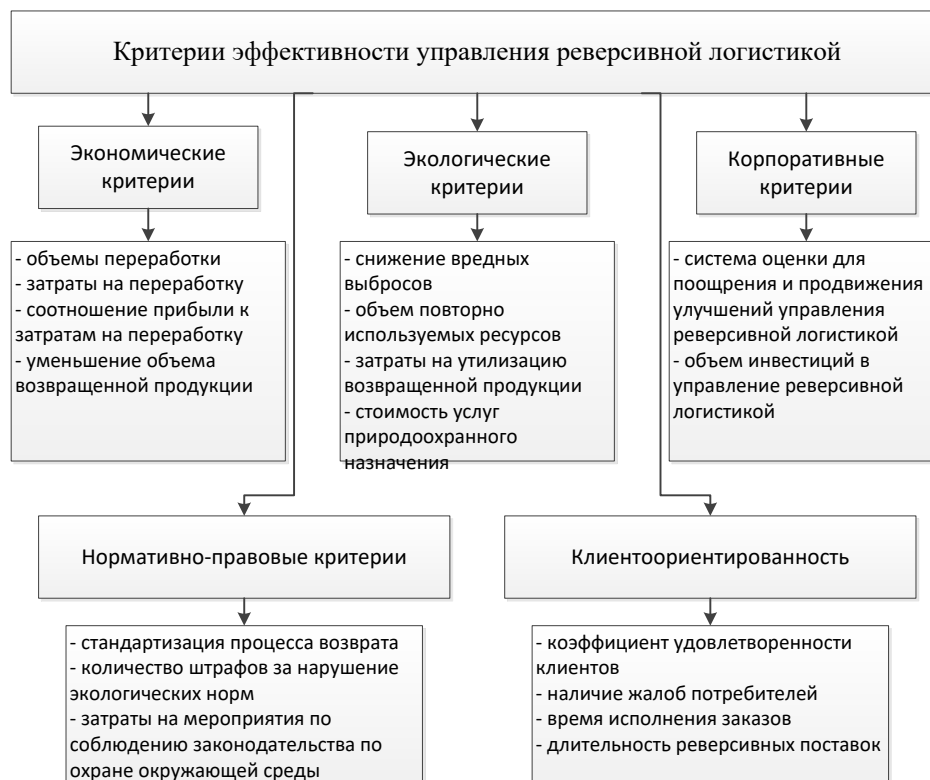 Критерии эффективности управления реверсивной логистикой
Экономические
критерии
- объемы переработки
- затраты на переработку
- соотношение прибыли к
затратам на переработку
- уменьшение объема
возвращенной продукции
Экологические
критерии
- снижение вредных
выбросов
- объем повторно
используемых ресурсов
- затраты на утилизацию
возвращенной продукции
- стоимость услуг
природоохранного
назначения
Корпоративные
критерии
- система оценки для
поощрения и продвижения
улучшений управления
реверсивной логистикой
- объем инвестиций в
управление реверсивной
логистикой
Нормативно-правовые критерии
- стандартизация процесса возврата
- количество штрафов за нарушение
экологических норм
- затраты на мероприятия по
соблюдению законодательства по
охране окружающей среды
Клиентоориентированность
- коэффициент удовлетворенности
клиентов
- наличие жалоб потребителей
- время исполнения заказов
- длительность реверсивных поставок